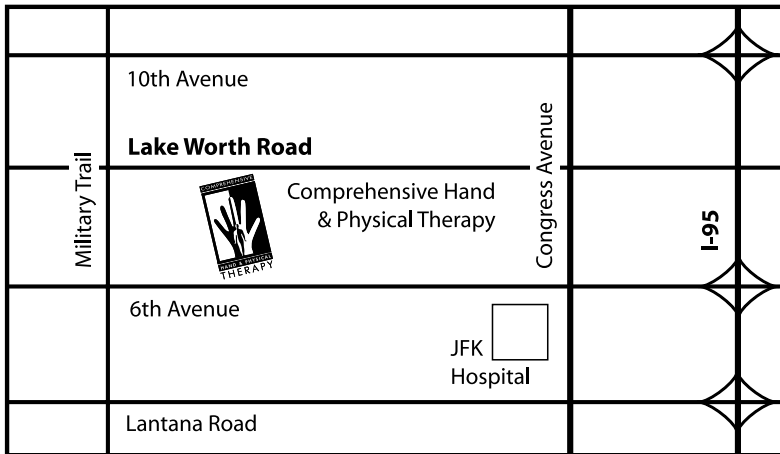 10th Avenue
Lake Worth Road
Military Trail
COMPREHENSIVE
HAND & PHYSICAL
THERAPY
Comprehensive Hand
& Physical Therapy
Congress Avenue
I-95
6th Avenue
JFK
Hospital
Lantana Road